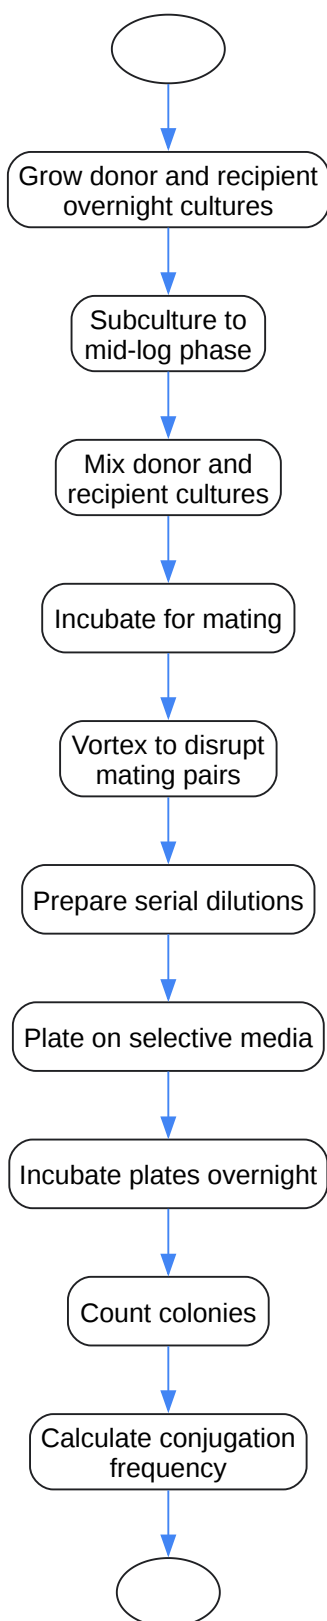 Grow donor and recipient
overnight cultures
Subculture to
mid-log phase
Mix donor and
recipient cultures
Incubate for mating
Vortex to disrupt
mating pairs
Prepare serial dilutions
Plate on selective media
Incubate plates overnight
Count colonies
Calculate conjugation
frequency